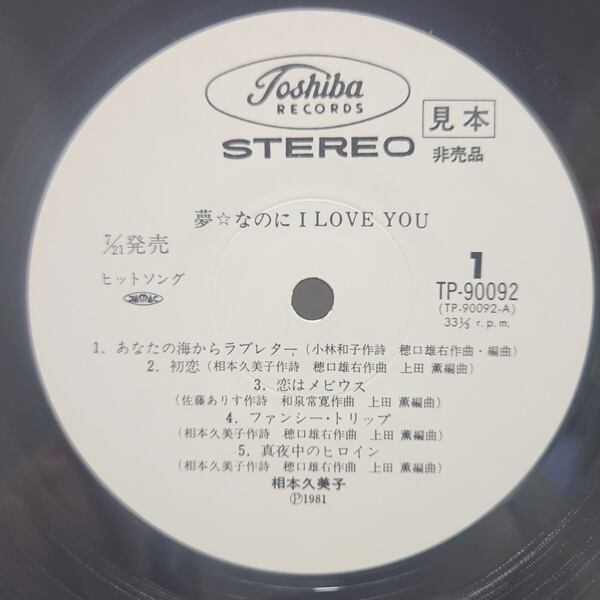 Toshiba
RECORDS
STEREO
見本
非売品
夢☆なのに I LOVE YOU
7/21発売
ヒットソング
1
TP-90092
(TP-90092-A)
33⅓ r.p.m.
1. あなたの海からラブレター (小林和子作詩 穂口雄右作曲・編曲)
2. 初恋 (相本久美子作詩 穂口雄右作曲 上田 薫編曲)
3. 恋はメビウス
(佐藤ありす作詩 和泉常寛作曲 上田 薫編曲)
4. ファンシー・トリップ
(相本久美子作詩 穂口雄右作曲 上田 薫編曲)
5. 真夜中のヒロイン
(相本久美子作詩 穂口雄右作曲 上田 薫編曲)
相本久美子
Ⓟ1981